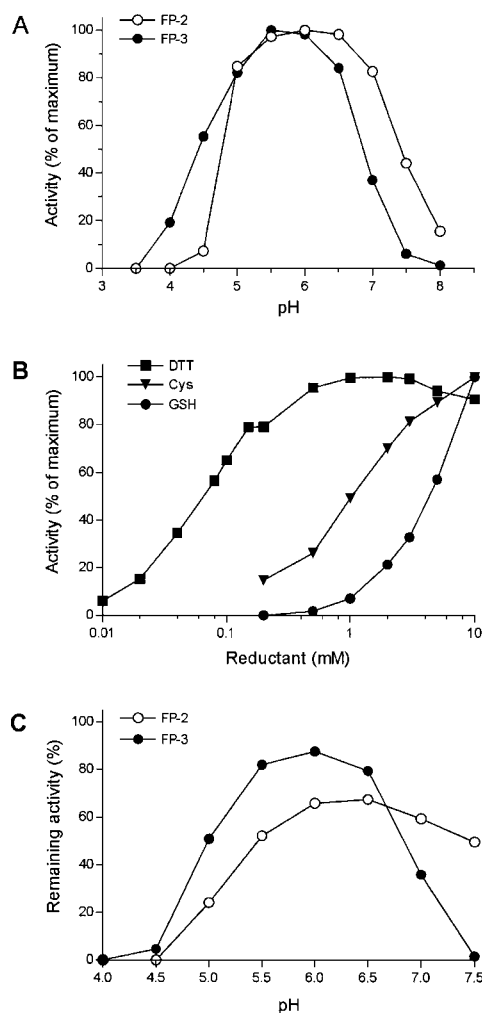 A
FP-2
FP-3
Activity (% of maximum)
100
80
60
40
20
0
3 4 5 6 7 8
pH
B
DTT
Cys
GSH
Activity (% of maximum)
100
80
60
40
20
0
0.01 0.1 1 10
Reductant (mM)
C
FP-2
FP-3
Remaining activity (%)
100
80
60
40
20
0
4.0 4.5 5.0 5.5 6.0 6.5 7.0 7.5
pH